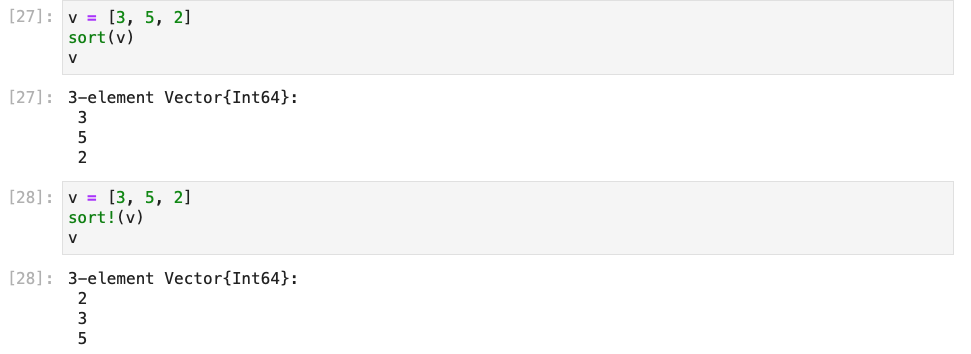 [27]: v = [3, 5, 2]
sort(v)
v
[27]: 3-element Vector{Int64}:
3
5
2
[28]: v = [3, 5, 2]
sort!(v)
v
[28]: 3-element Vector{Int64}:
2
3
5